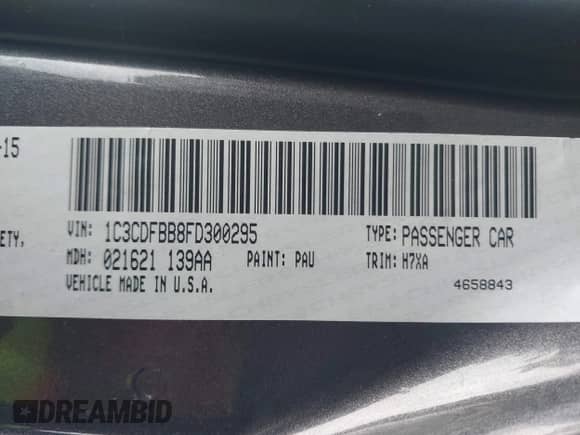 -15
ETY,
VIN: 1C3CDFBB8FD300295 TYPE: PASSENGER CAR
MDH: 021621 139AA PAINT: PAU TRIM: H7XA
VEHICLE MADE IN U.S.A. 4658843
DREAMBID